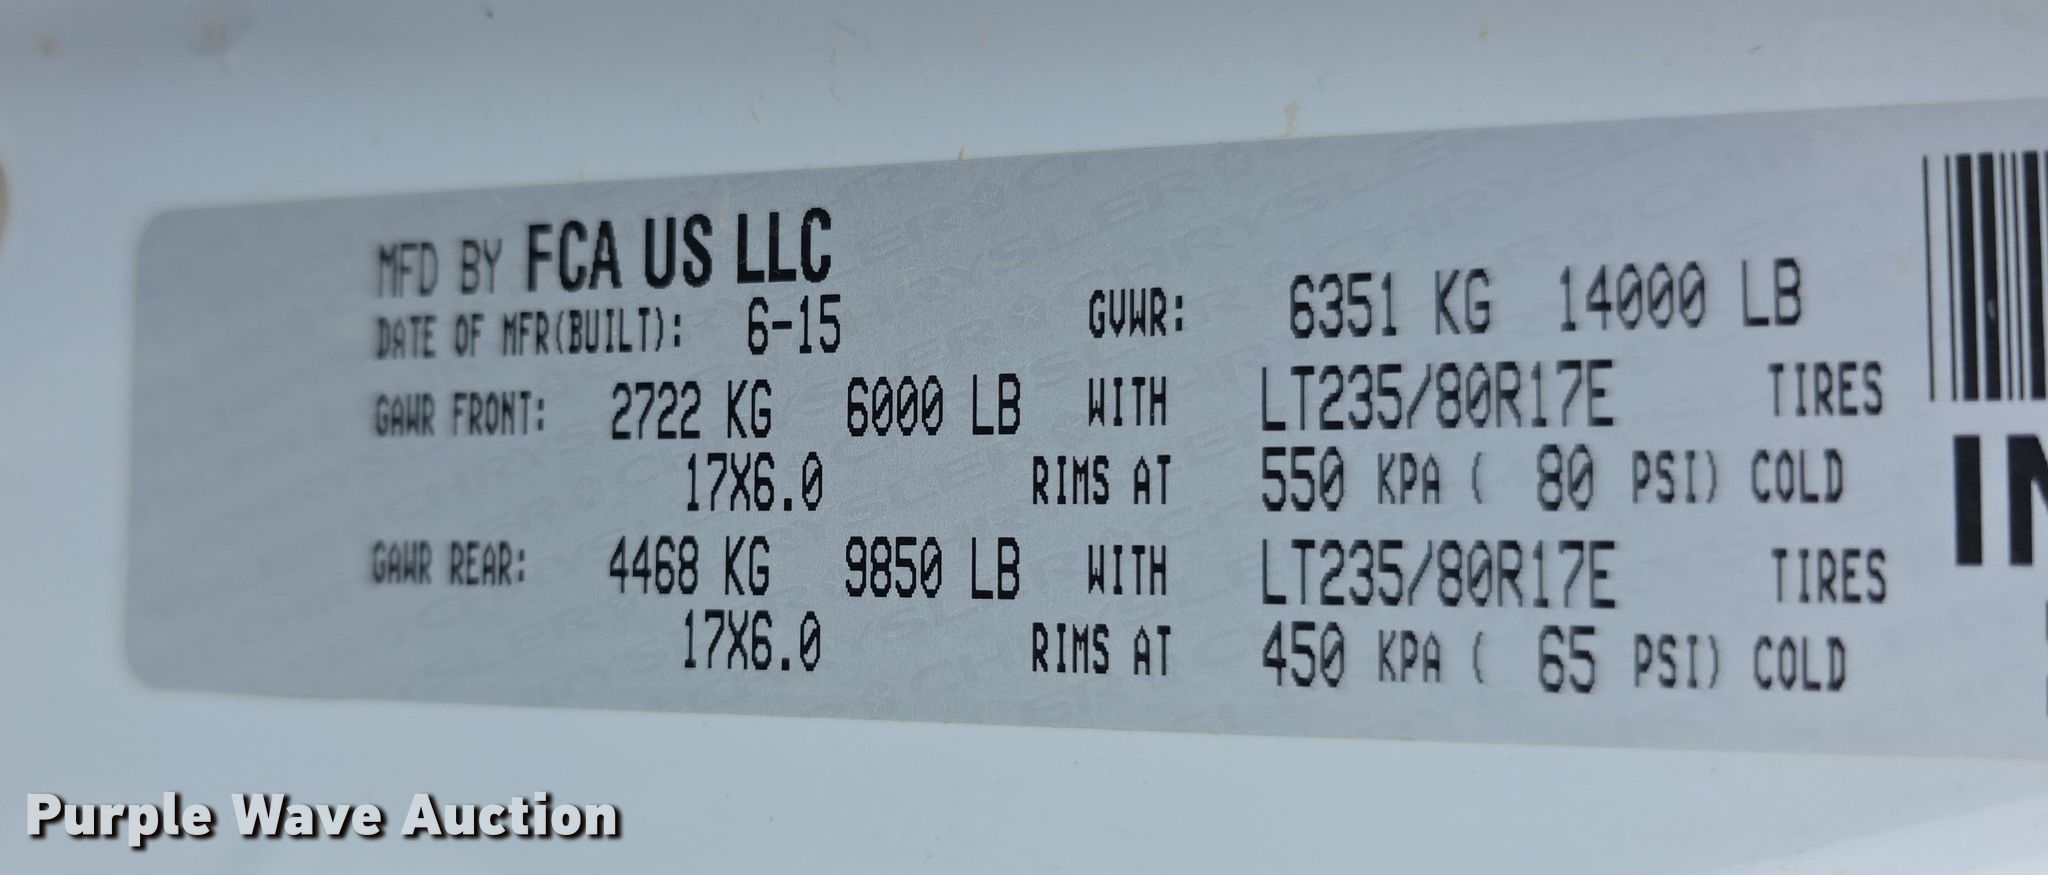 MFD BY FCA US LLC
DATE OF MFR(BUILT): 6-15 GVWR: 6351 KG 14000 LB
GAWR FRONT: 2722 KG 6000 LB WITH LT235/80R17E TIRES
17X6.0 RIMS AT 550 KPA ( 80 PSI) COLD
GAWR REAR: 4468 KG 9850 LB WITH LT235/80R17E TIRES
17X6.0 RIMS AT 450 KPA ( 65 PSI) COLD
Purple Wave Auction